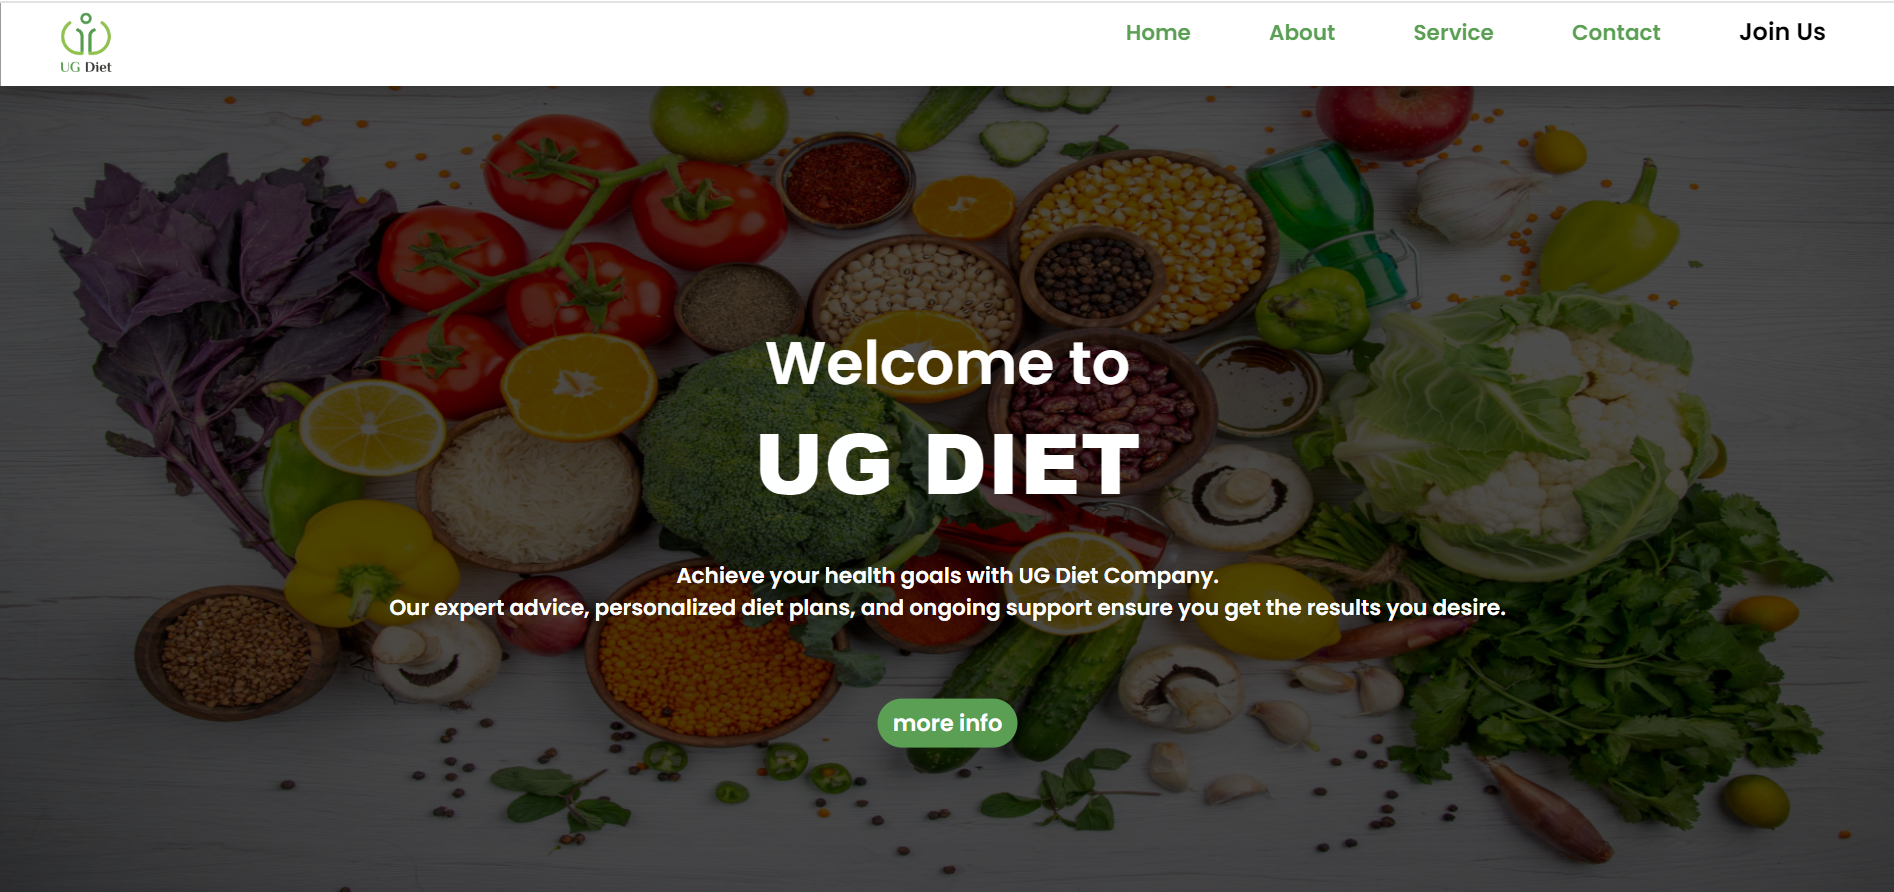 UG Diet
Home About Service Contact Join Us
Welcome to
UG DIET
Achieve your health goals with UG Diet Company.
Our expert advice, personalized diet plans, and ongoing support ensure you get the results you desire.
more info